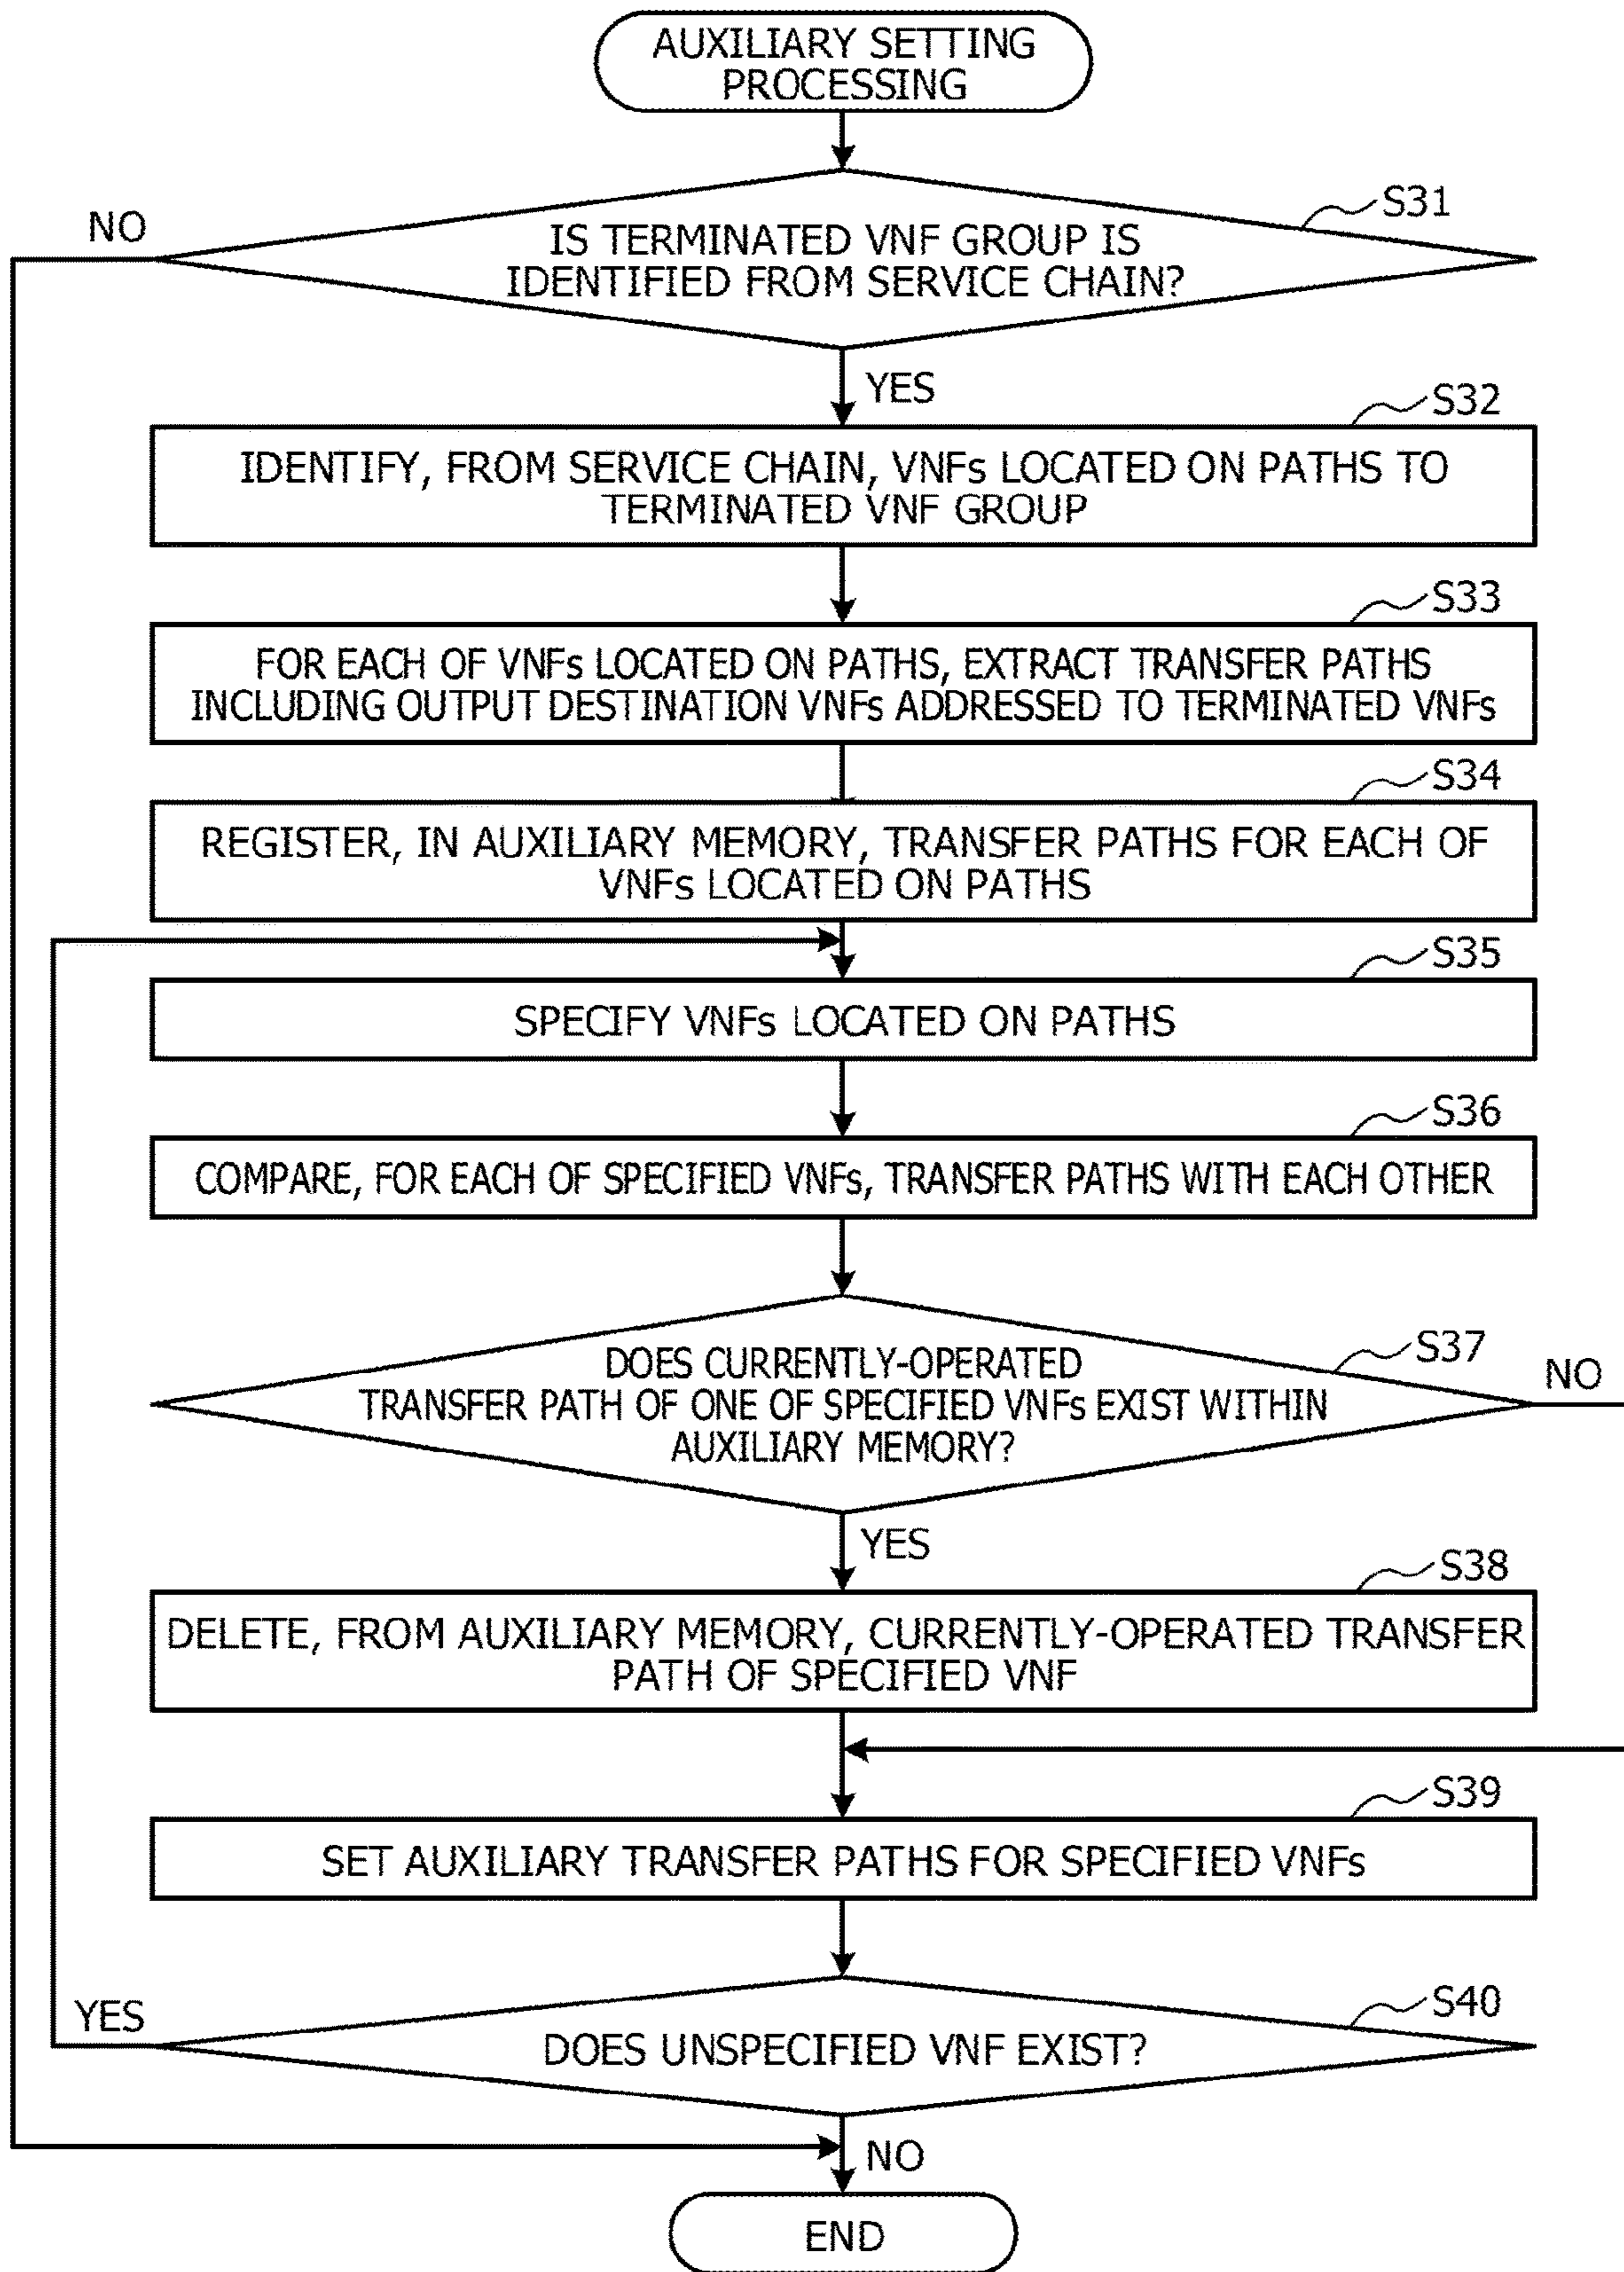 AUXILIARY SETTING
PROCESSING
S31
NO
IS TERMINATED VNF GROUP IS
IDENTIFIED FROM SERVICE CHAIN?
YES
S32
IDENTIFY, FROM SERVICE CHAIN, VNFs LOCATED ON PATHS TO
TERMINATED VNF GROUP
S33
FOR EACH OF VNFs LOCATED ON PATHS, EXTRACT TRANSFER PATHS
INCLUDING OUTPUT DESTINATION VNFs ADDRESSED TO TERMINATED VNFs
S34
REGISTER, IN AUXILIARY MEMORY, TRANSFER PATHS FOR EACH OF
VNFs LOCATED ON PATHS
S35
SPECIFY VNFs LOCATED ON PATHS
S36
COMPARE, FOR EACH OF SPECIFIED VNFs, TRANSFER PATHS WITH EACH OTHER
S37
NO
DOES CURRENTLY-OPERATED
TRANSFER PATH OF ONE OF SPECIFIED VNFs EXIST WITHIN
AUXILIARY MEMORY?
YES
S38
DELETE, FROM AUXILIARY MEMORY, CURRENTLY-OPERATED TRANSFER
PATH OF SPECIFIED VNF
S39
SET AUXILIARY TRANSFER PATHS FOR SPECIFIED VNFs
S40
YES
DOES UNSPECIFIED VNF EXIST?
NO
END